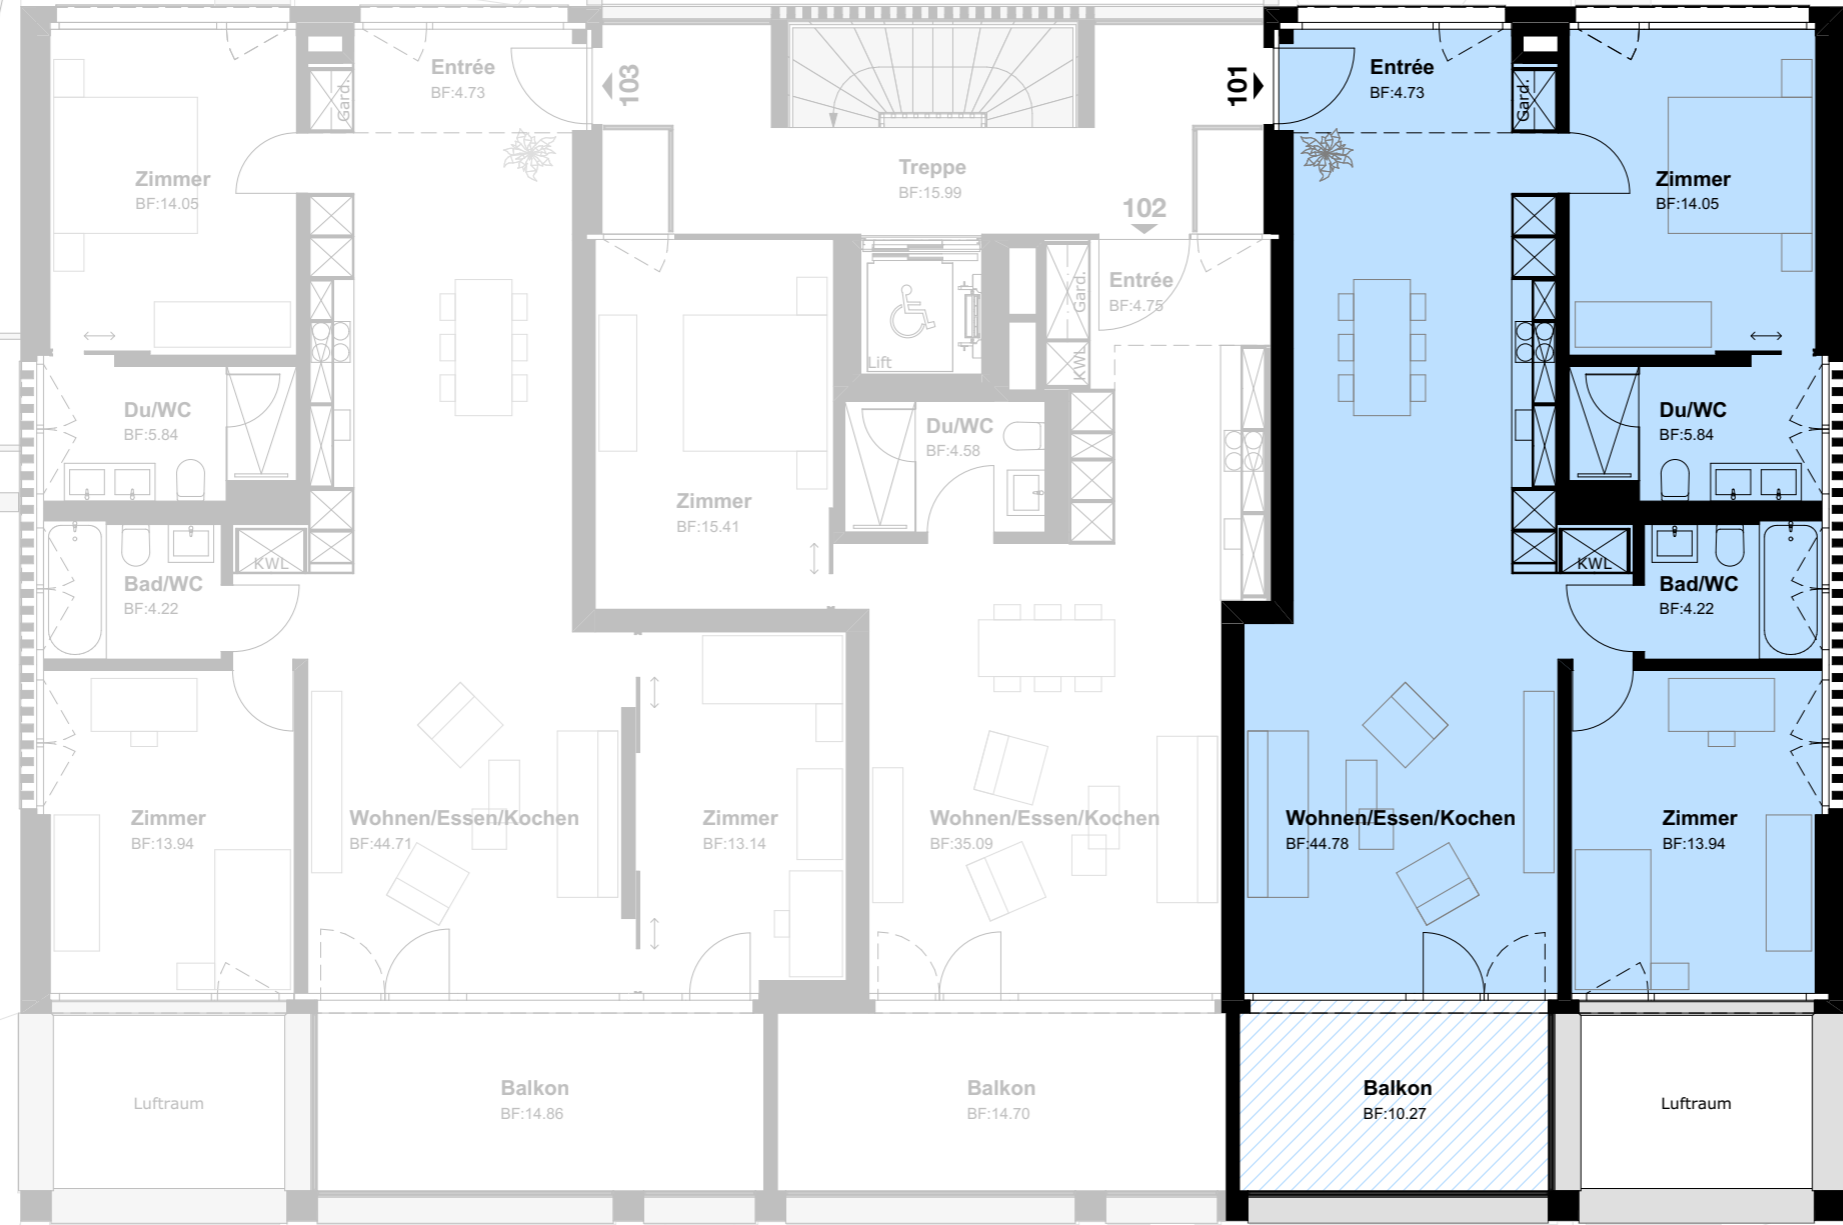 Entrée
BF:4.73
103
Gard.
101
Entrée
BF:4.73
Gard.
Zimmer
BF:14.05
Treppe
BF:15.99
102
Zimmer
BF:14.05
Entrée
BF:4.75
Gard.
KWL
Lift
Du/WC
BF:5.84
Du/WC
BF:4.58
Du/WC
BF:5.84
Zimmer
BF:15.41
KWL
Bad/WC
BF:4.22
KWL
Bad/WC
BF:4.22
Zimmer
BF:13.94
Wohnen/Essen/Kochen
BF:44.71
Zimmer
BF:13.14
Wohnen/Essen/Kochen
BF:35.09
Wohnen/Essen/Kochen
BF:44.78
Zimmer
BF:13.94
Luftraum
Balkon
BF:14.86
Balkon
BF:14.70
Balkon
BF:10.27
Luftraum